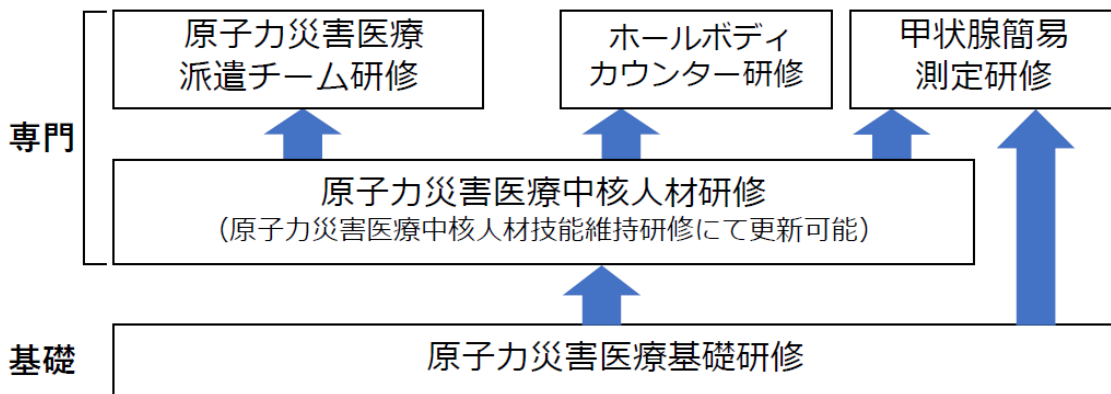 専門
原子力災害医療
派遣チーム研修
ホールボディ
カウンター研修
甲状腺簡易
測定研修
原子力災害医療中核人材研修
（原子力災害医療中核人材技能維持研修にて更新可能）
基礎
原子力災害医療基礎研修